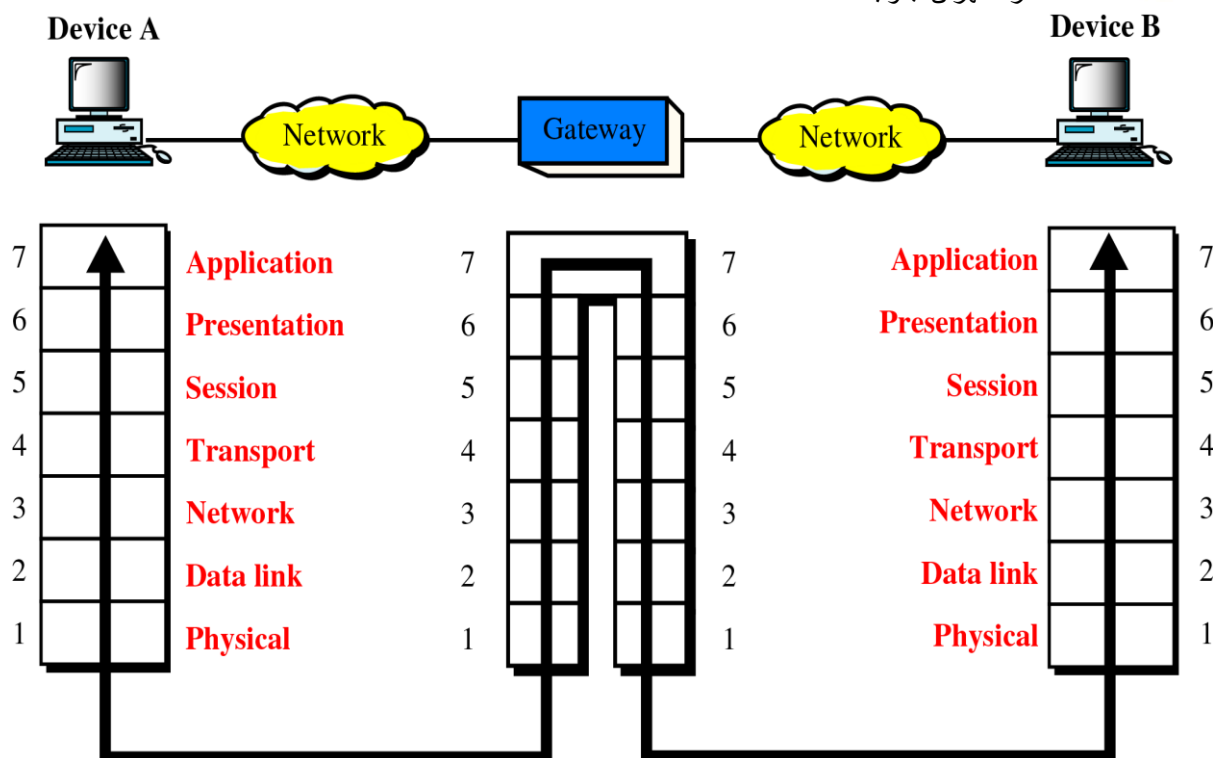 Device A
Device B
Network
Gateway
Network
7 Application 7 7 Application 7
6 Presentation 6 6 Presentation 6
5 Session 5 5 Session 5
4 Transport 4 4 Transport 4
3 Network 3 3 Network 3
2 Data link 2 2 Data link 2
1 Physical 1 1 Physical 1